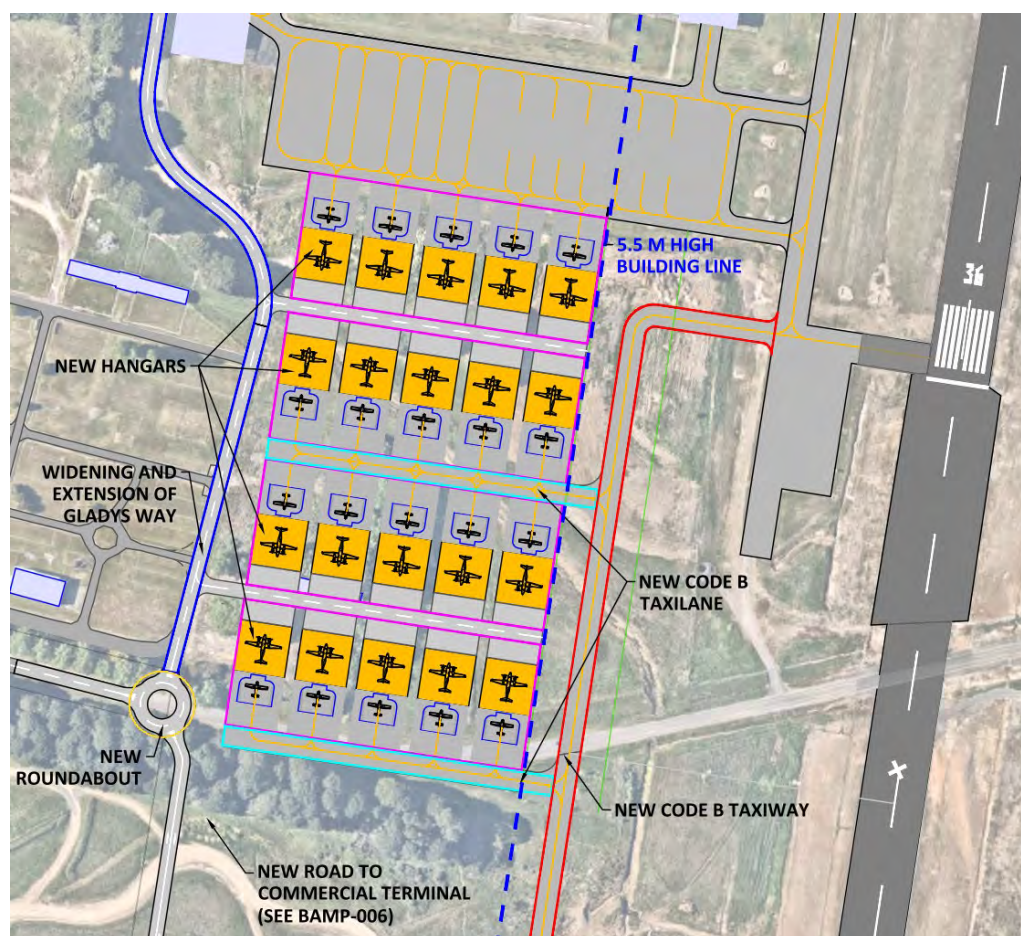 5.5 M HIGH
BUILDING LINE
36
NEW HANGARS
WIDENING AND
EXTENSION OF
GLADYS WAY
NEW CODE B
TAXILANE
NEW
ROUNDABOUT
NEW CODE B TAXIWAY
NEW ROAD TO
COMMERCIAL TERMINAL
(SEE BAMP-006)